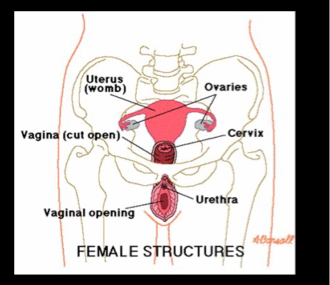 Uterus
(womb)
Ovaries
Vagina (cut open)
Cervix
Urethra
Vaginal opening
FEMALE STRUCTURES